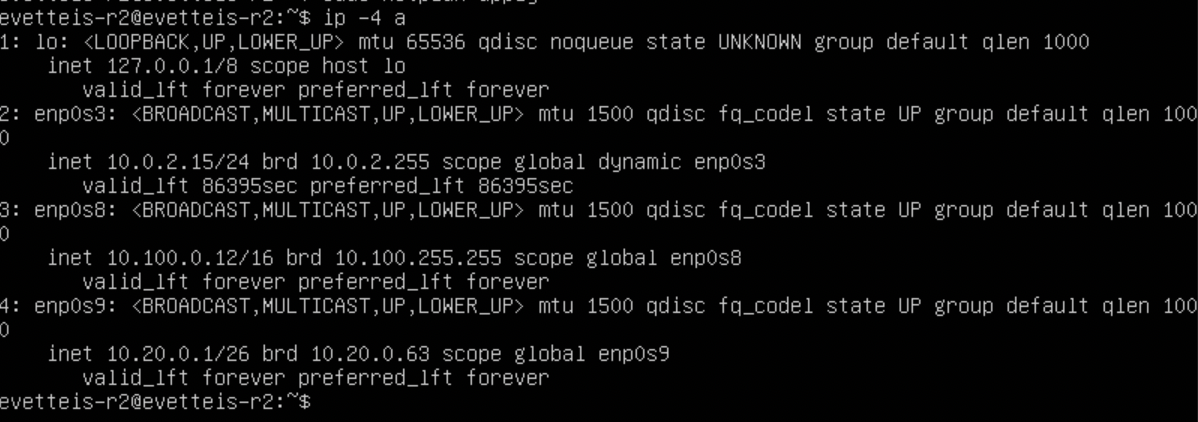 evetteis-r2@evetteis-r2:~$ ip -4 a
1: lo: <LOOPBACK,UP,LOWER_UP> mtu 65536 qdisc noqueue state UNKNOWN group default qlen 1000
    inet 127.0.0.1/8 scope host lo
       valid_lft forever preferred_lft forever
2: enp0s3: <BROADCAST,MULTICAST,UP,LOWER_UP> mtu 1500 qdisc fq_codel state UP group default qlen 100
0
    inet 10.0.2.15/24 brd 10.0.2.255 scope global dynamic enp0s3
       valid_lft 86395sec preferred_lft 86395sec
3: enp0s8: <BROADCAST,MULTICAST,UP,LOWER_UP> mtu 1500 qdisc fq_codel state UP group default qlen 100
0
    inet 10.100.0.12/16 brd 10.100.255.255 scope global enp0s8
       valid_lft forever preferred_lft forever
4: enp0s9: <BROADCAST,MULTICAST,UP,LOWER_UP> mtu 1500 qdisc fq_codel state UP group default qlen 100
0
    inet 10.20.0.1/26 brd 10.20.0.63 scope global enp0s9
       valid_lft forever preferred_lft forever
evetteis-r2@evetteis-r2:~$